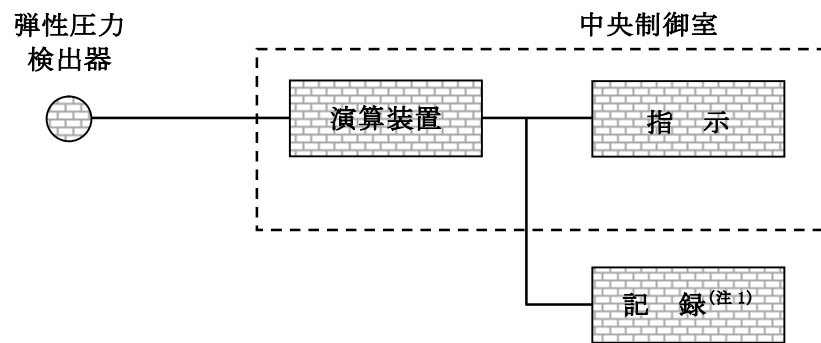 弾性圧力
検出器
中央制御室
演算装置
指 示
記 録(注1)